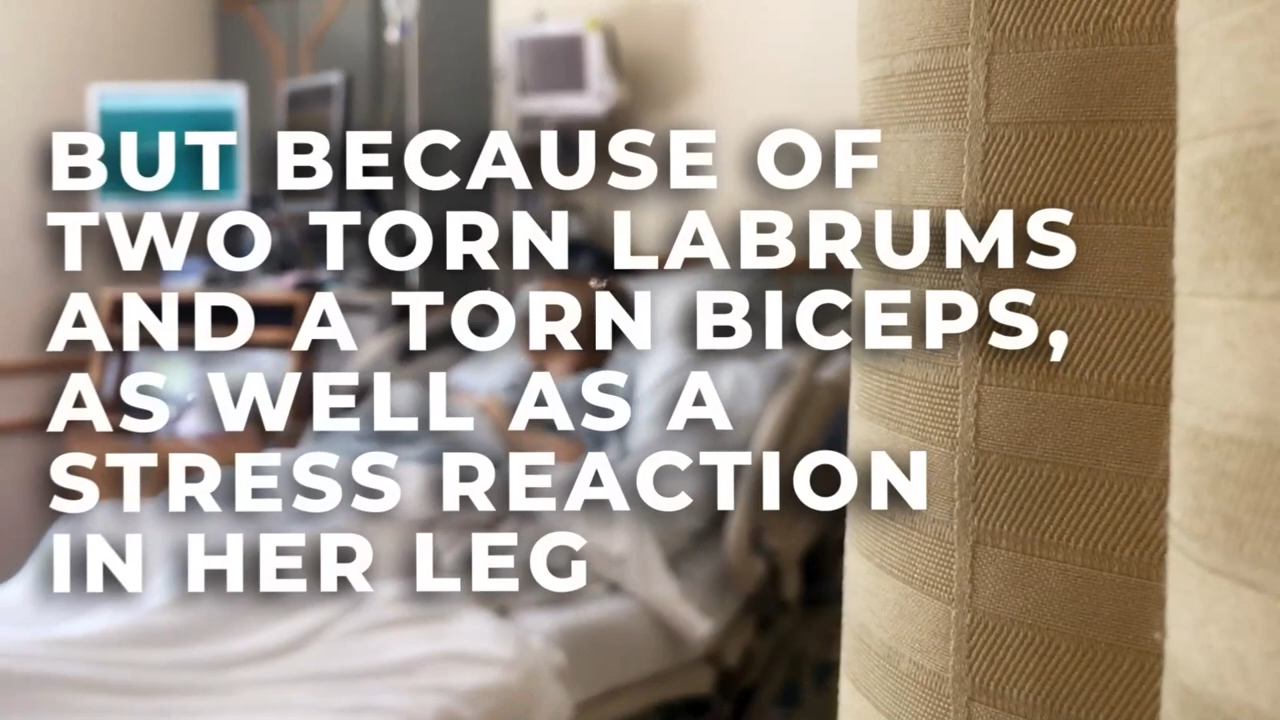 BUT BECAUSE OF
TWO TORN LABRUMS
AND A TORN BICEPS,
AS WELL AS A
STRESS REACTION
IN HER LEG